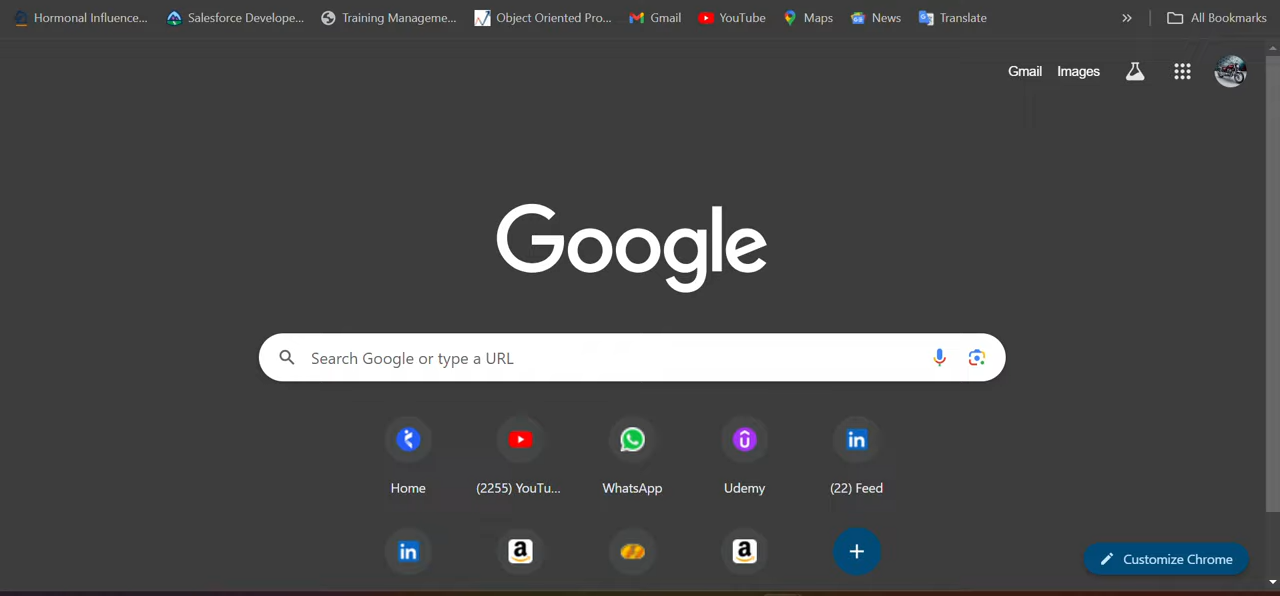 Hormonal Influence... Salesforce Develope... Training Manageme... Object Oriented Pro... Gmail YouTube Maps News Translate » All Bookmarks
Gmail Images
Google
Search Google or type a URL
Home (2255) YouTu... WhatsApp Udemy (22) Feed
Customize Chrome